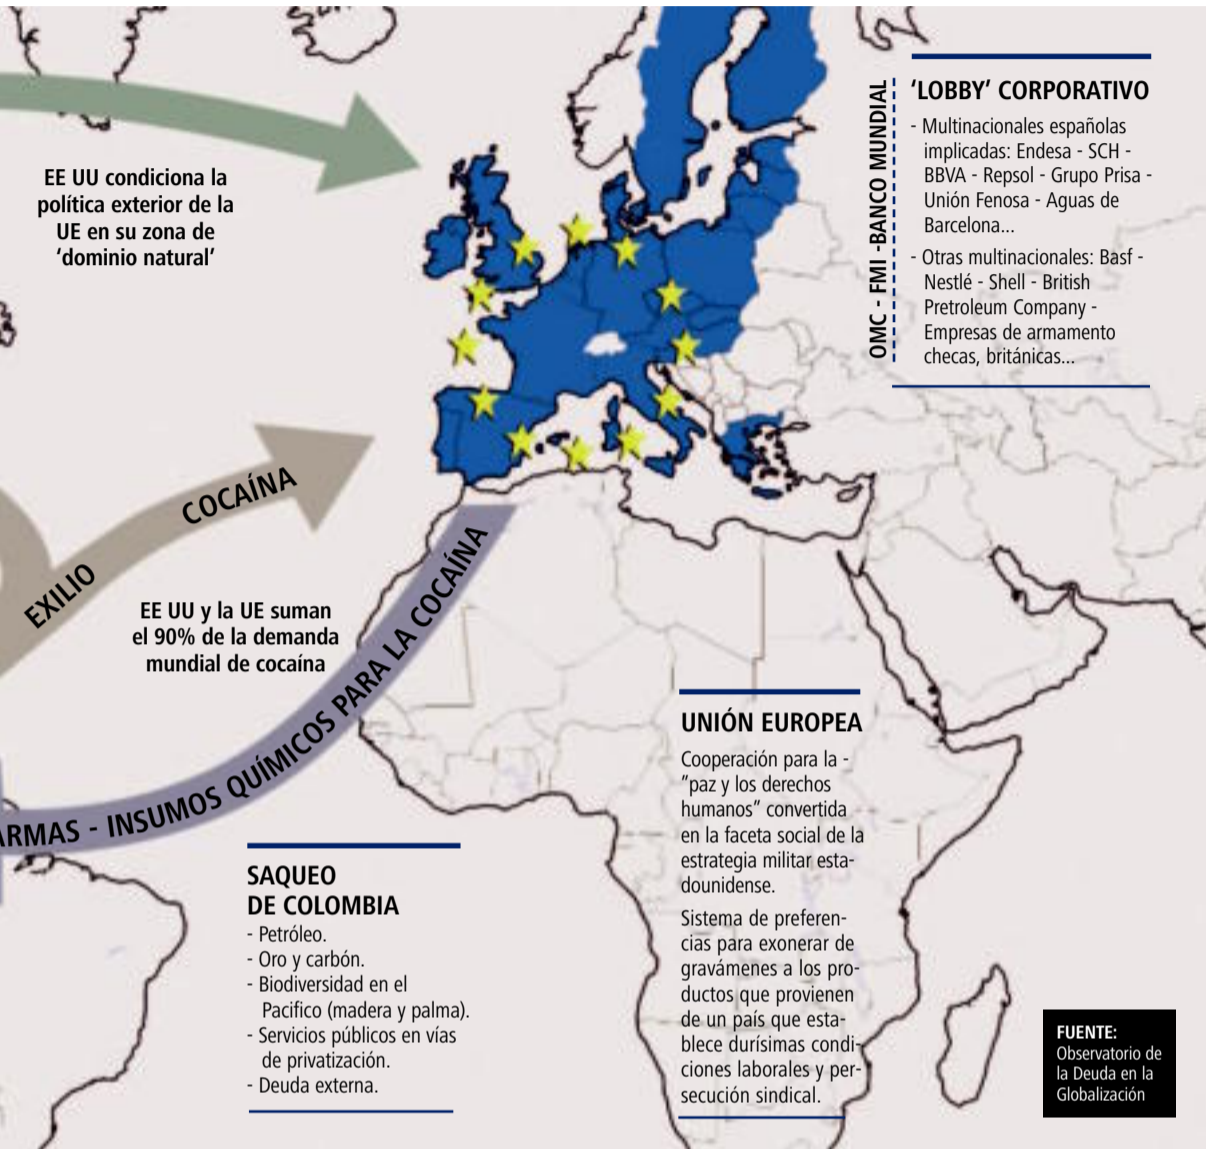 EE UU condiciona la
política exterior de la
UE en su zona de
‘dominio natural’
OMC - FMI -BANCO MUNDIAL
‘LOBBY’ CORPORATIVO
- Multinacionales españolas
implicadas: Endesa - SCH -
BBVA - Repsol - Grupo Prisa -
Unión Fenosa - Aguas de
Barcelona...
- Otras multinacionales: Basf -
Nestlé - Shell - British
Pretroleum Company -
Empresas de armamento
checas, británicas...
EXILIO
COCAÍNA
EE UU y la UE suman
el 90% de la demanda
mundial de cocaína
ARMAS - INSUMOS QUÍMICOS PARA LA COCAÍNA
SAQUEO
DE COLOMBIA
- Petróleo.
- Oro y carbón.
- Biodiversidad en el
Pacifico (madera y palma).
- Servicios públicos en vías
de privatización.
- Deuda externa.
UNIÓN EUROPEA
Cooperación para la -
”paz y los derechos
humanos” convertida
en la faceta social de la
estrategia militar esta-
dounidense.
Sistema de preferen-
cias para exonerar de
gravámenes a los pro-
ductos que provienen
de un país que esta-
blece durísimas condi-
ciones laborales y per-
secución sindical.
FUENTE:
Observatorio de
la Deuda en la
Globalización